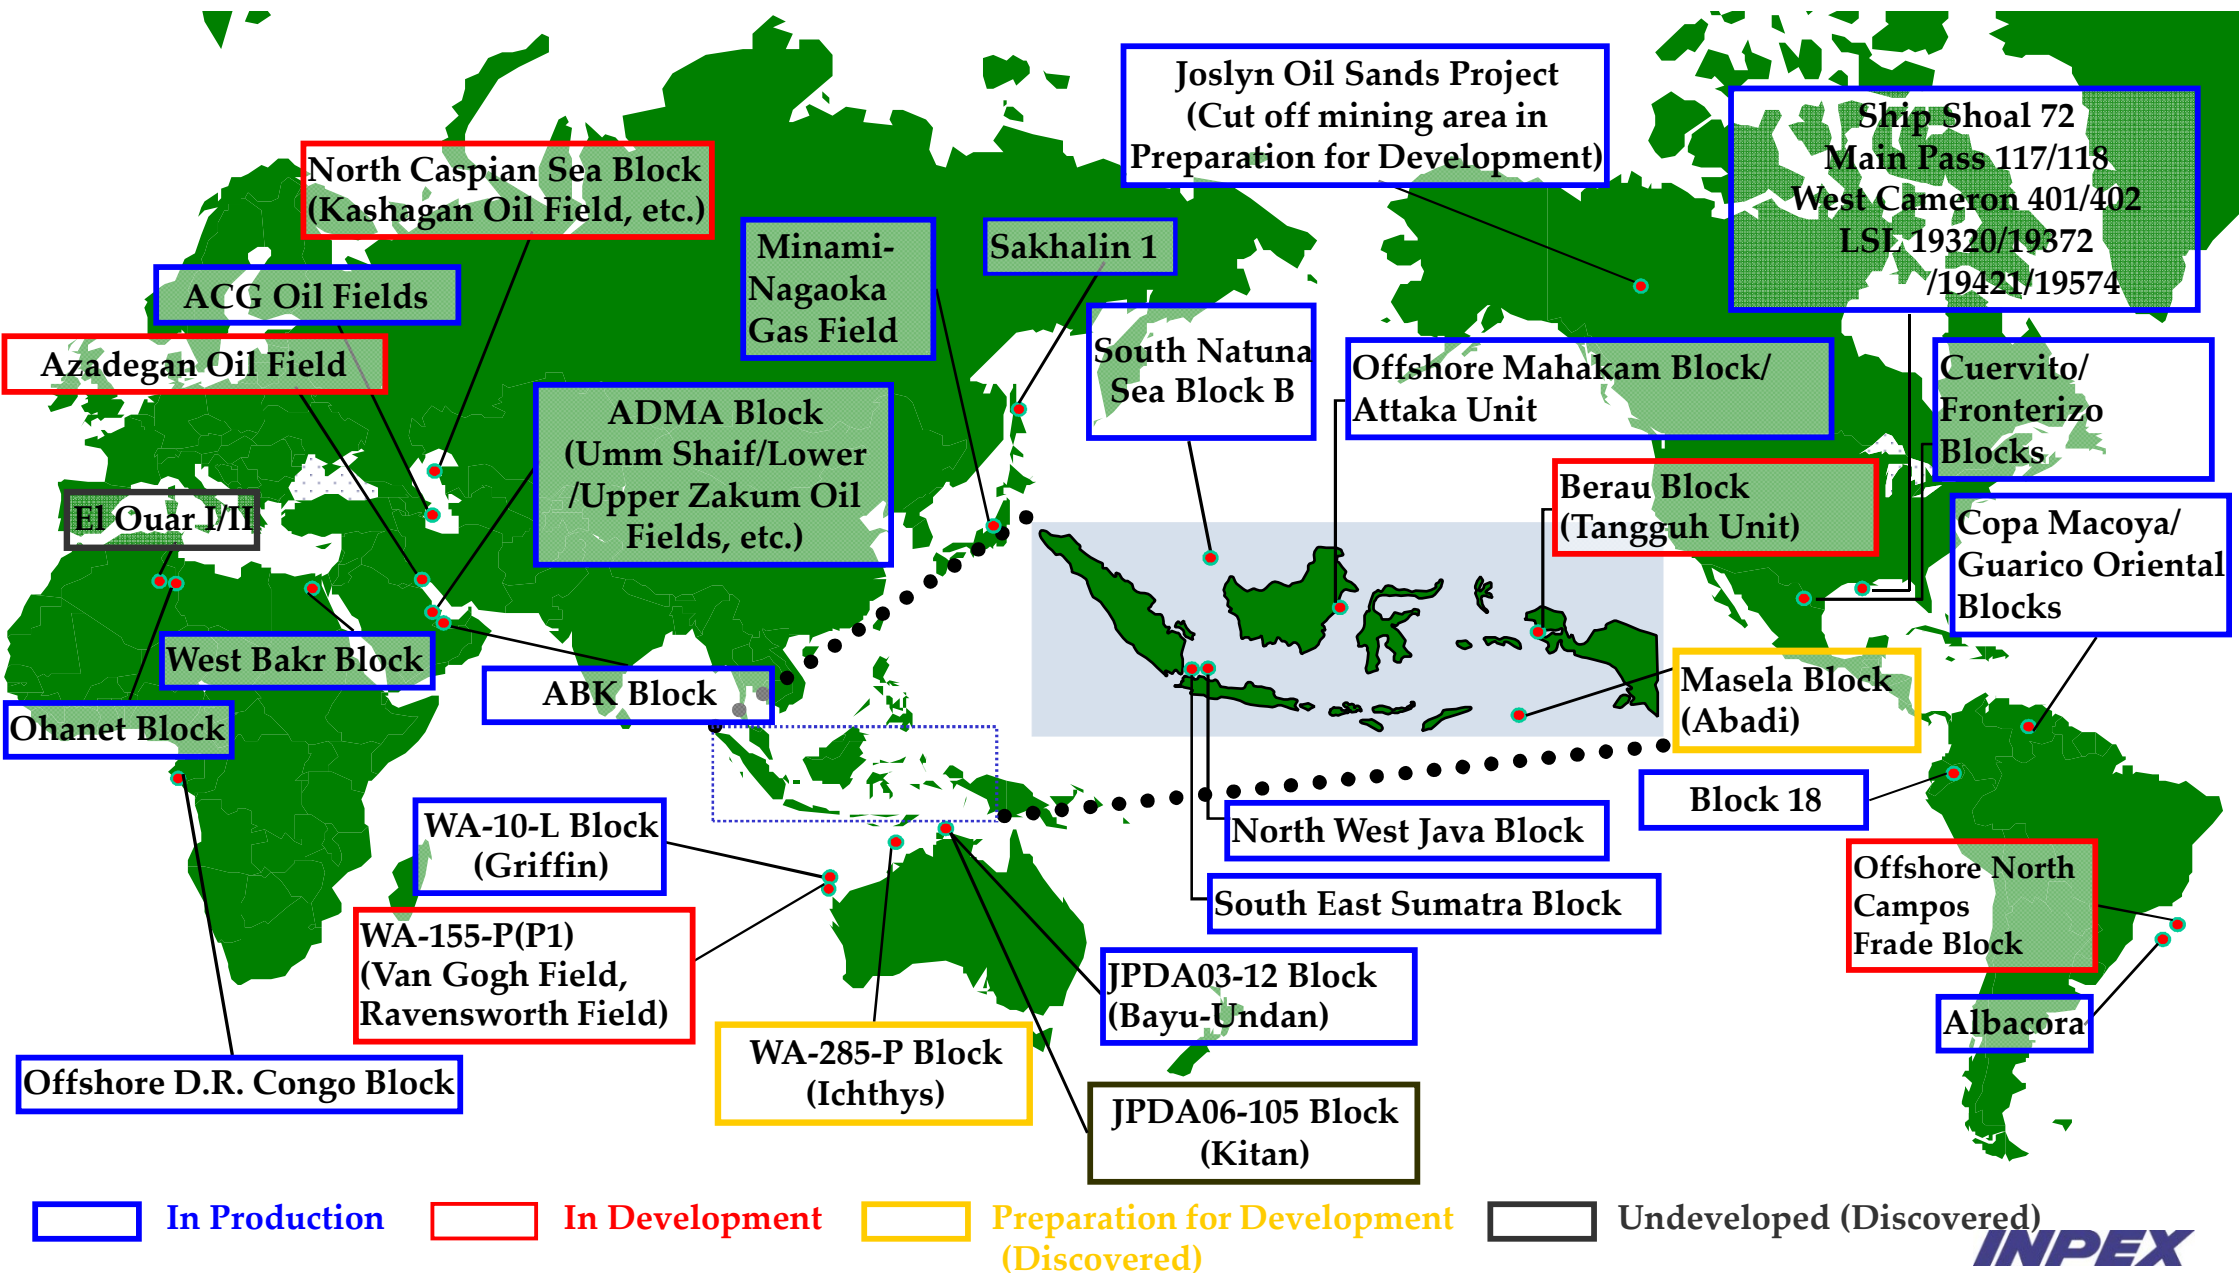 Joslyn Oil Sands Project
(Cut off mining area in
Preparation for Development)
Ship Shoal 72
Main Pass 117/118
West Cameron 401/402
LSL 19320/19372
/19421/19574
North Caspian Sea Block
(Kashagan Oil Field, etc.)
Minami-
Nagaoka
Gas Field
Sakhalin 1
ACG Oil Fields
South Natuna
Sea Block B
Offshore Mahakam Block/
Attaka Unit
Cuervito/
Fronterizo
Blocks
Azadegan Oil Field
ADMA Block
(Umm Shaif/Lower
/Upper Zakum Oil
Fields, etc.)
Berau Block
(Tangguh Unit)
El Ouar I/II
Copa Macoya/
Guarico Oriental
Blocks
West Bakr Block
ABK Block
Masela Block
(Abadi)
Ohanet Block
Block 18
WA-10-L Block
(Griffin)
North West Java Block
Offshore North
Campos
Frade Block
South East Sumatra Block
WA-155-P(P1)
(Van Gogh Field,
Ravensworth Field)
JPDA03-12 Block
(Bayu-Undan)
Albacora
WA-285-P Block
(Ichthys)
Offshore D.R. Congo Block
JPDA06-105 Block
(Kitan)
In Production
In Development
Preparation for Development
(Discovered)
Undeveloped (Discovered)
INPEX